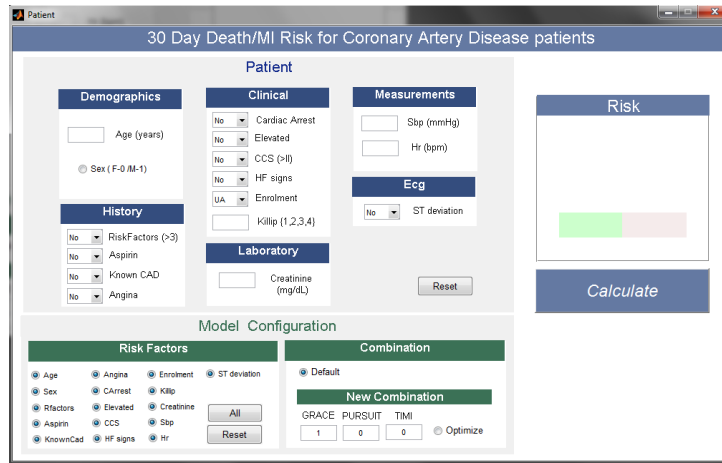 Patient
30 Day Death/MI Risk for Coronary Artery Disease patients
Patient
Demographics
Age (years)
Sex ( F-0 /M-1)
History
No RiskFactors (>3)
No Aspirin
No Known CAD
No Angina
Clinical
No Cardiac Arrest
No Elevated
No CCS (>II)
No HF signs
UA Enrolment
Killip {1,2,3,4}
Laboratory
Creatinine
(mg/dL)
Measurements
Sbp (mmHg)
Hr (bpm)
Ecg
No ST deviation
Reset
Risk
Calculate
Model Configuration
Risk Factors
Age Angina Enrolment ST deviation
Sex CArrest Killip
Rfactors Elevated Creatinine
Aspirin CCS Sbp
KnownCad HF signs Hr
All
Reset
Combination
Default
New Combination
GRACE PURSUIT TIMI
1 0 0 Optimize